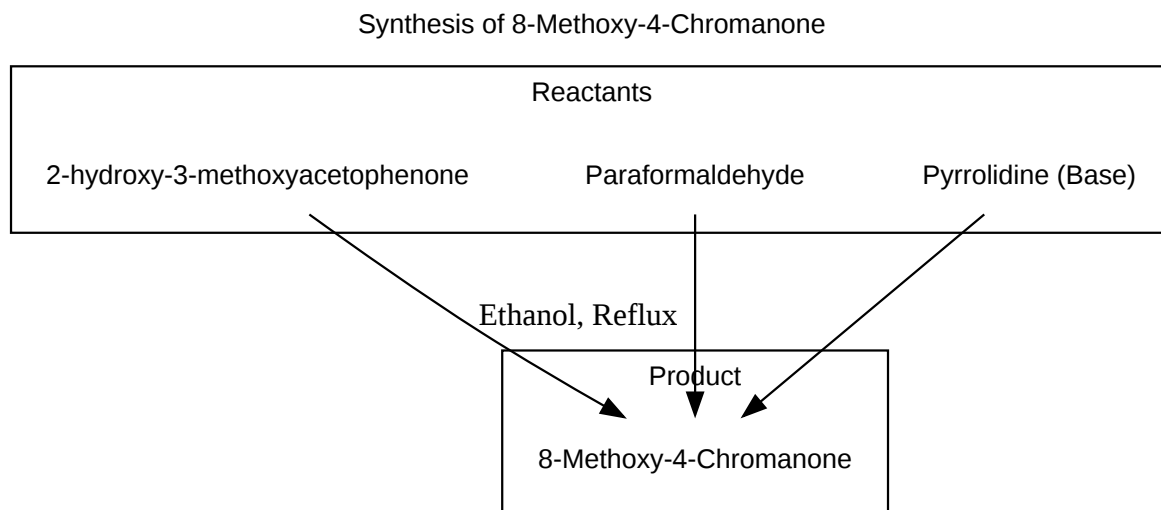 Synthesis of 8-Methoxy-4-Chromanone
Reactants
2-hydroxy-3-methoxyacetophenone
Paraformaldehyde
Pyrrolidine (Base)
Ethanol, Reflux
Product
8-Methoxy-4-Chromanone